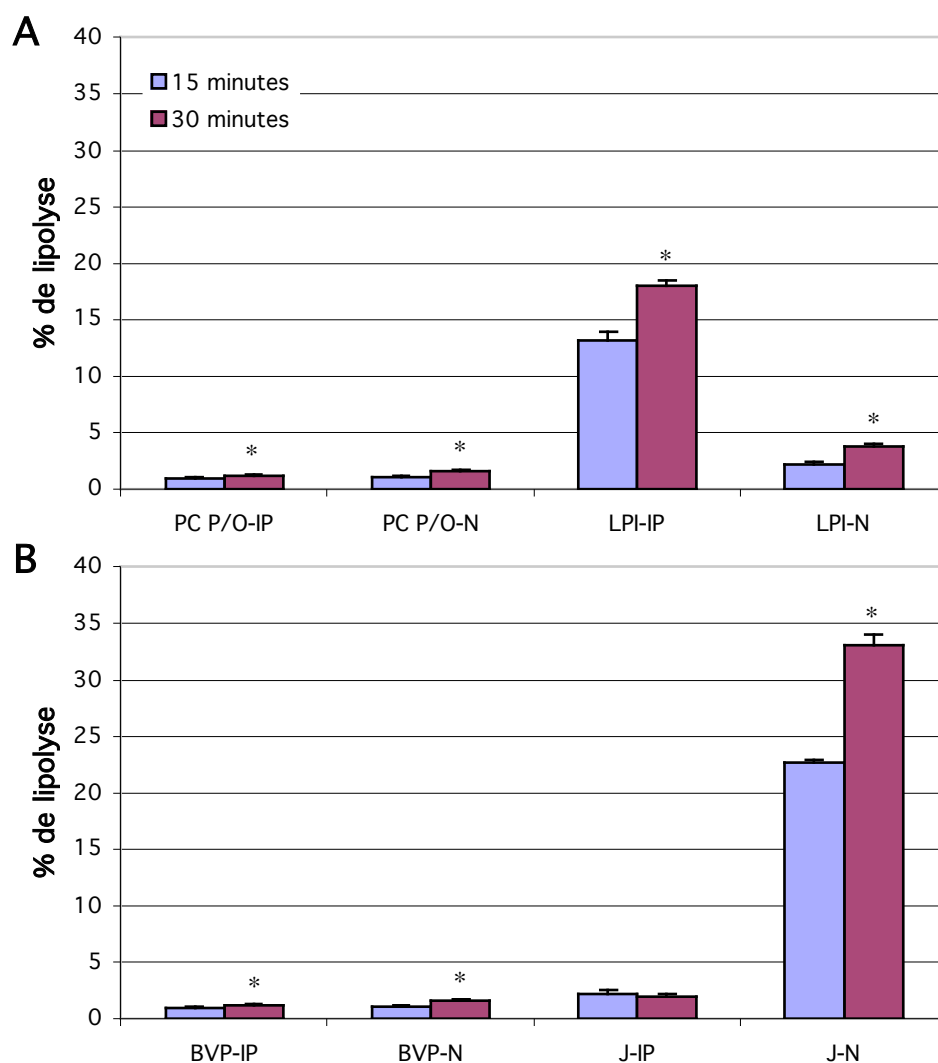 A
% de lipolyse
40
35
30
25
20
15
10
5
0
15 minutes
30 minutes
*
*
*
*
PC P/O-IP
PC P/O-N
LPI-IP
LPI-N
B
% de lipolyse
40
35
30
25
20
15
10
5
0
*
*
*
BVP-IP
BVP-N
J-IP
J-N